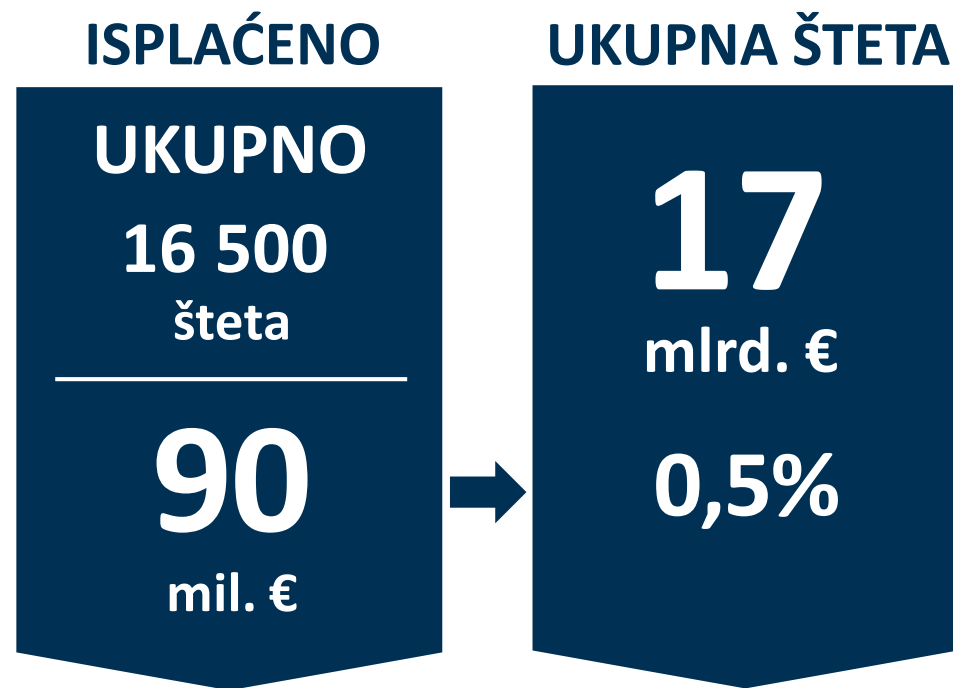 ISPLAĆENO
UKUPNO
16 500
šteta
90
mil. €
UKUPNA ŠTETA
17
mlrd. €
0,5%